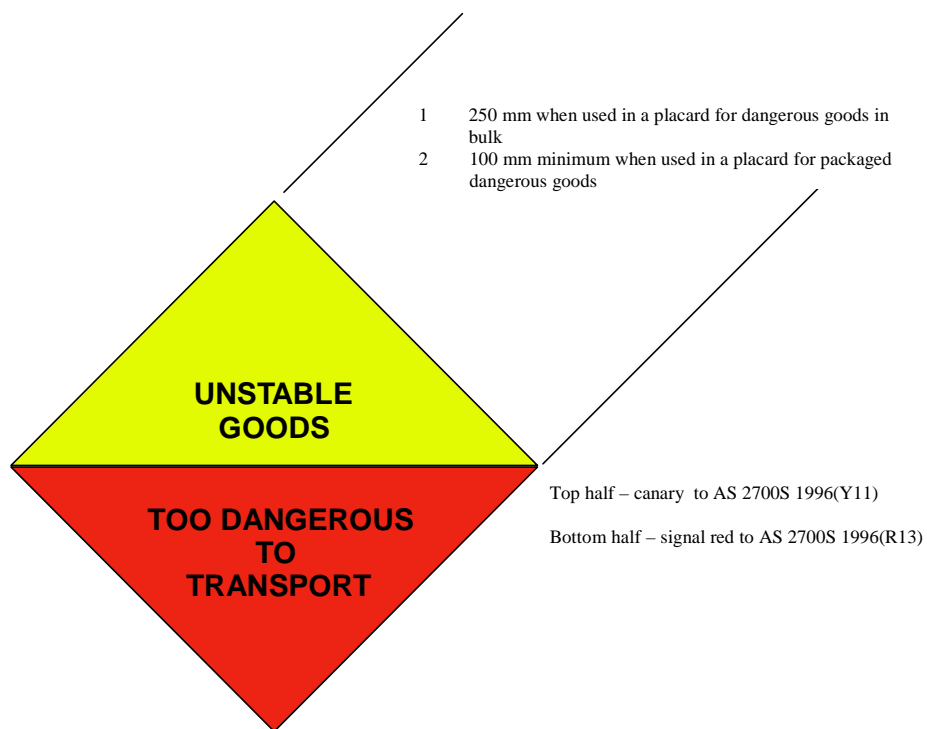 1 250 mm when used in a placard for dangerous goods in
bulk
2 100 mm minimum when used in a placard for packaged
dangerous goods
UNSTABLE
GOODS
TOO DANGEROUS
TO
TRANSPORT
Top half – canary to AS 2700S 1996(Y11)
Bottom half – signal red to AS 2700S 1996(R13)